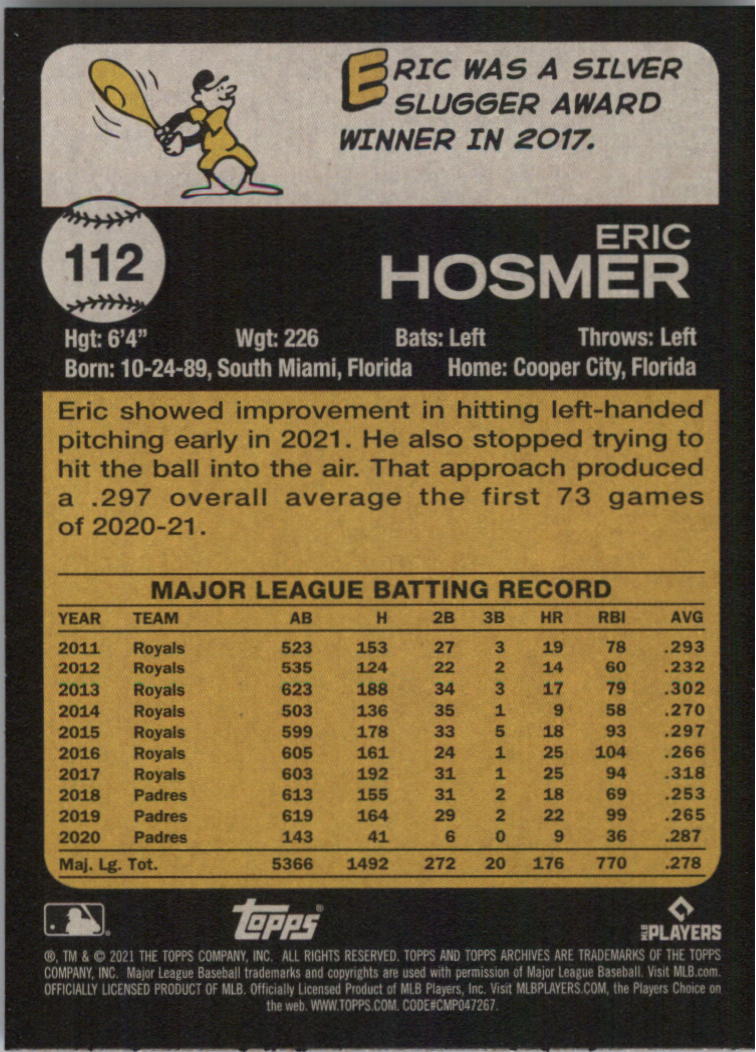 ERIC WAS A SILVER
SLUGGER AWARD
WINNER IN 2017.
112
ERIC
HOSMER
Hgt: 6'4" Wgt: 226 Bats: Left Throws: Left
Born: 10-24-89, South Miami, Florida Home: Cooper City, Florida
Eric showed improvement in hitting left-handed
pitching early in 2021. He also stopped trying to
hit the ball into the air. That approach produced
a .297 overall average the first 73 games
of 2020-21.
MAJOR LEAGUE BATTING RECORD
YEAR TEAM AB H 2B 3B HR RBI AVG
2011 Royals 523 153 27 3 19 78 .293
2012 Royals 535 124 22 2 14 60 .232
2013 Royals 623 188 34 3 17 79 .302
2014 Royals 503 136 35 1 9 58 .270
2015 Royals 599 178 33 5 18 93 .297
2016 Royals 605 161 24 1 25 104 .266
2017 Royals 603 192 31 1 25 94 .318
2018 Padres 613 155 31 2 18 69 .253
2019 Padres 619 164 29 2 22 99 .265
2020 Padres 143 41 6 0 9 36 .287
Maj. Lg. Tot. 5366 1492 272 20 176 770 .278
topps®
MLB PLAYERS
®, TM & © 2021 THE TOPPS COMPANY, INC. ALL RIGHTS RESERVED. TOPPS AND TOPPS ARCHIVES ARE TRADEMARKS OF THE TOPPS
COMPANY, INC. Major League Baseball trademarks and copyrights are used with permission of Major League Baseball. Visit MLB.com.
OFFICIALLY LICENSED PRODUCT OF MLB. Officially Licensed Product of MLB Players, Inc. Visit MLBPLAYERS.COM, the Players Choice on
the web. WWW.TOPPS.COM. CODE#CMP047267.